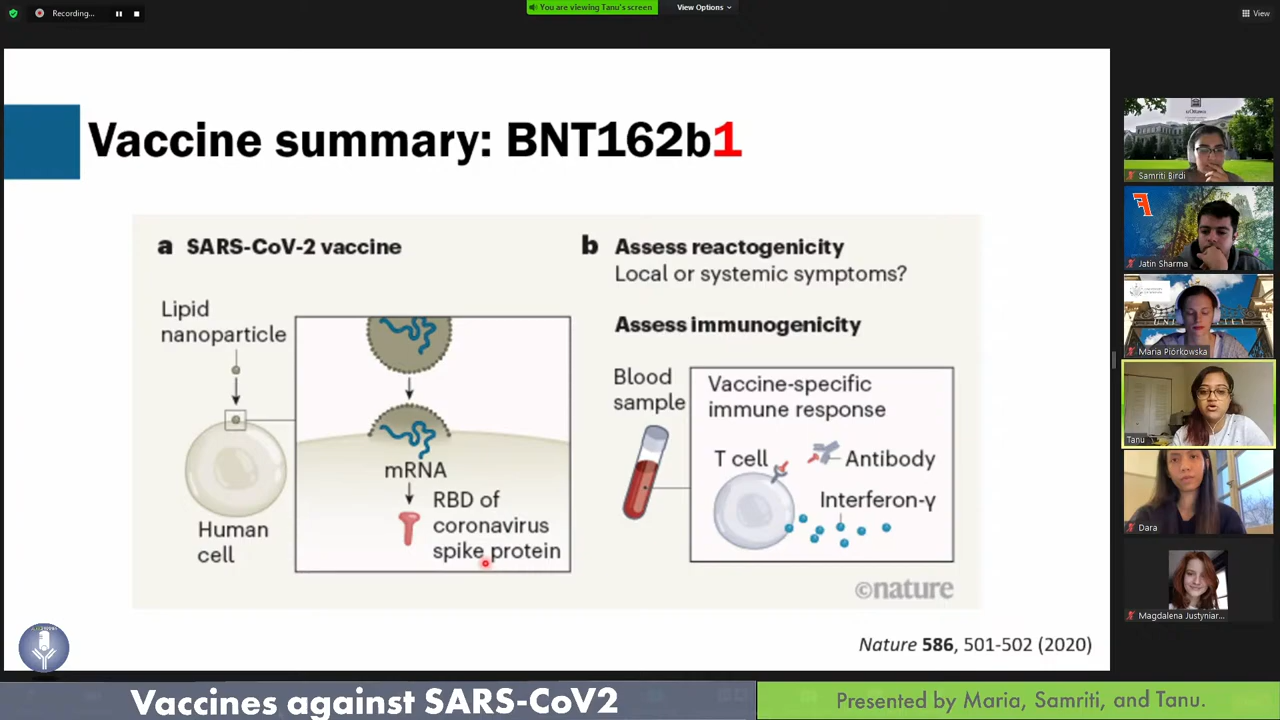 Recording...
You are viewing Tanu's screen
View Options
View
Vaccine summary: BNT162b1
a SARS-CoV-2 vaccine
Lipid
nanoparticle
Human
cell
mRNA
RBD of
coronavirus
spike protein
b Assess reactogenicity
Local or systemic symptoms?
Assess immunogenicity
Blood
sample
Vaccine-specific
immune response
T cell
Antibody
Interferon-γ
©nature
Nature 586, 501-502 (2020)
Samriti Birdi
Jatin Sharma
Maria Piórkowska
Tanu
Dara
Magdalena Justyniar...
Vaccines against SARS-CoV2
Presented by Maria, Samriti, and Tanu.